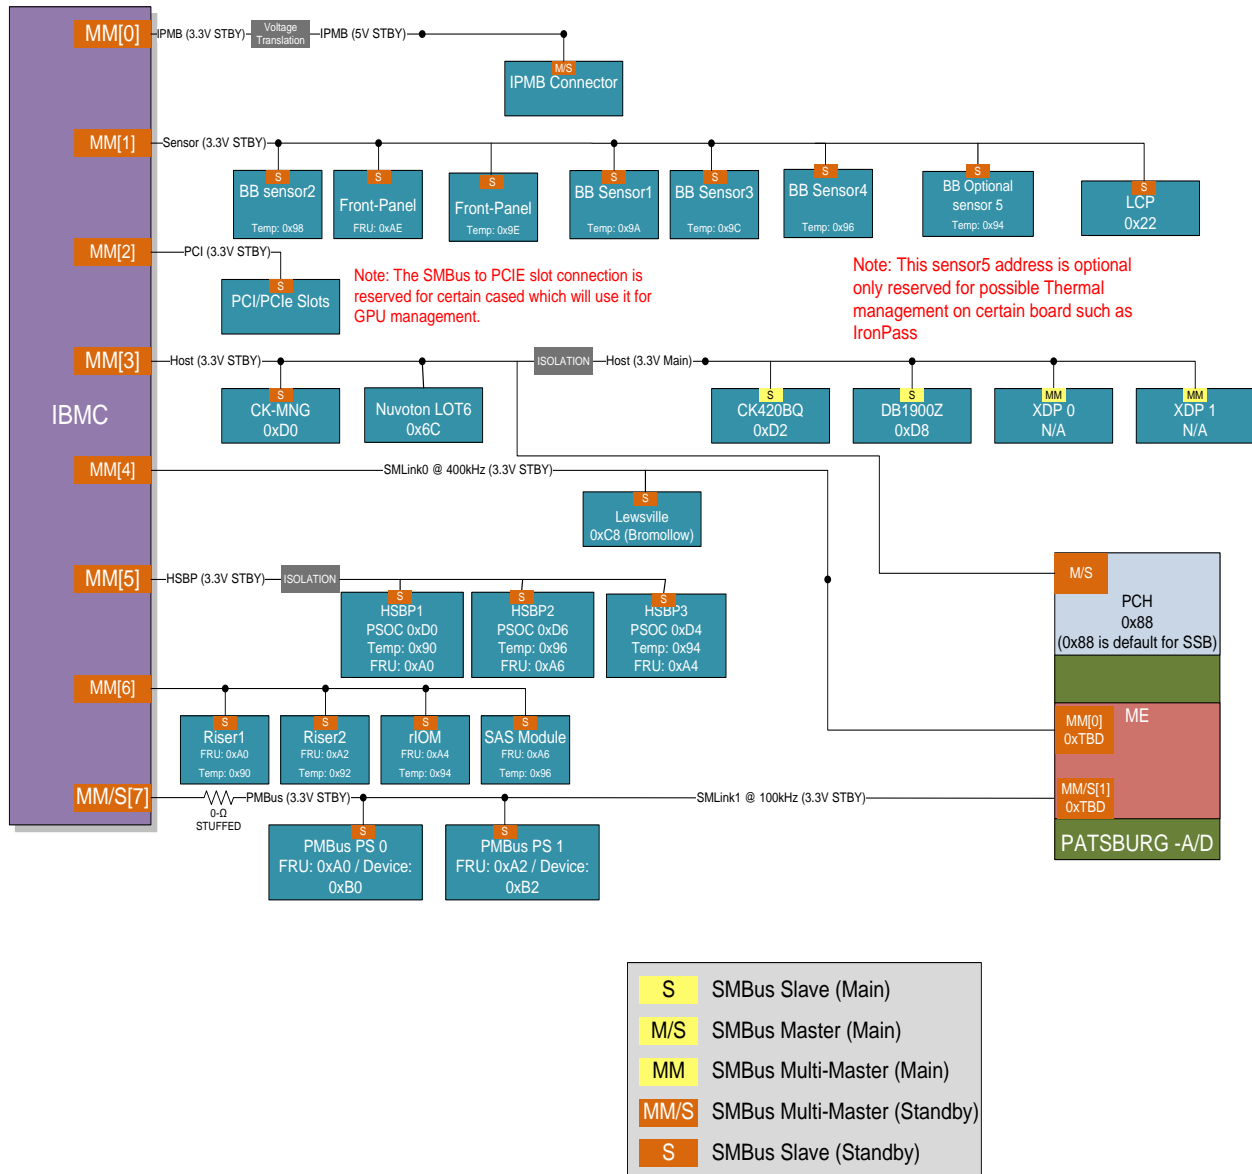 IBMC
MM[0]
IPMB (3.3V STBY)
Voltage
Translation
IPMB (5V STBY)
M/S
IPMB Connector
MM[1]
Sensor (3.3V STBY)
S
BB sensor2
Temp: 0x98
S
Front-Panel
FRU: 0xAE
S
Front-Panel
Temp: 0x9E
S
BB Sensor1
Temp: 0x9A
S
BB Sensor3
Temp: 0x9C
S
BB Sensor4
Temp: 0x96
S
BB Optional
sensor 5
Temp: 0x94
S
LCP
0x22
MM[2]
PCI (3.3V STBY)
S
PCI/PCIe Slots
Note: The SMBus to PCIE slot connection is
reserved for certain cased which will use it for
GPU management.
Note: This sensor5 address is optional
only reserved for possible Thermal
management on certain board such as
IronPass
MM[3]
Host (3.3V STBY)
ISOLATION
Host (3.3V Main)
S
CK-MNG
0xD0
Nuvoton LOT6
0x6C
S
CK420BQ
0xD2
S
DB1900Z
0xD8
MM
XDP 0
N/A
MM
XDP 1
N/A
MM[4]
SMLink0 @ 400kHz (3.3V STBY)
S
Lewsville
0xC8 (Bromollow)
MM[5]
HSBP (3.3V STBY)
ISOLATION
S
HSBP1
PSOC 0xD0
Temp: 0x90
FRU: 0xA0
S
HSBP2
PSOC 0xD6
Temp: 0x96
FRU: 0xA6
S
HSBP3
PSOC 0xD4
Temp: 0x94
FRU: 0xA4
M/S
PCH
0x88
(0x88 is default for SSB)
MM[6]
S
Riser1
FRU: 0xA0
Temp: 0x90
S
Riser2
FRU: 0xA2
Temp: 0x92
S
rIOM
FRU: 0xA4
Temp: 0x94
S
SAS Module
FRU: 0xA6
Temp: 0x96
MM[0]
0xTBD
ME
MM/S[7]
0-Ω
STUFFED
PMBus (3.3V STBY)
SMLink1 @ 100kHz (3.3V STBY)
MM/S[1]
0xTBD
S
PMBus PS 0
FRU: 0xA0 / Device:
0xB0
S
PMBus PS 1
FRU: 0xA2 / Device:
0xB2
PATSBURG -A/D
S SMBus Slave (Main)
M/S SMBus Master (Main)
MM SMBus Multi-Master (Main)
MM/S SMBus Multi-Master (Standby)
S SMBus Slave (Standby)